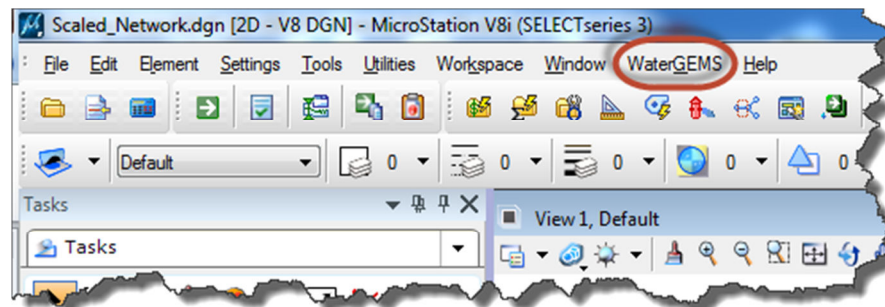 Scaled_Network.dgn [2D - V8 DGN] - MicroStation V8i (SELECTseries 3)
File Edit Element Settings Tools Utilities Workspace Window WaterGEMS Help
Default 0 0 0 0 0
Tasks
View 1, Default
Tasks